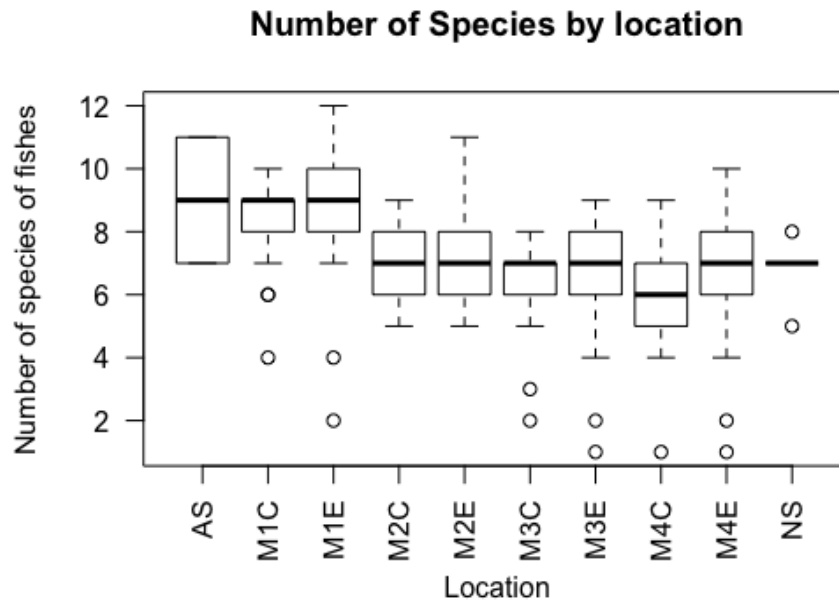 Number of Species by location
Number of species of fishes
12
10
8
6
4
2
AS
M1C
M1E
M2C
M2E
M3C
M3E
M4C
M4E
NS
Location